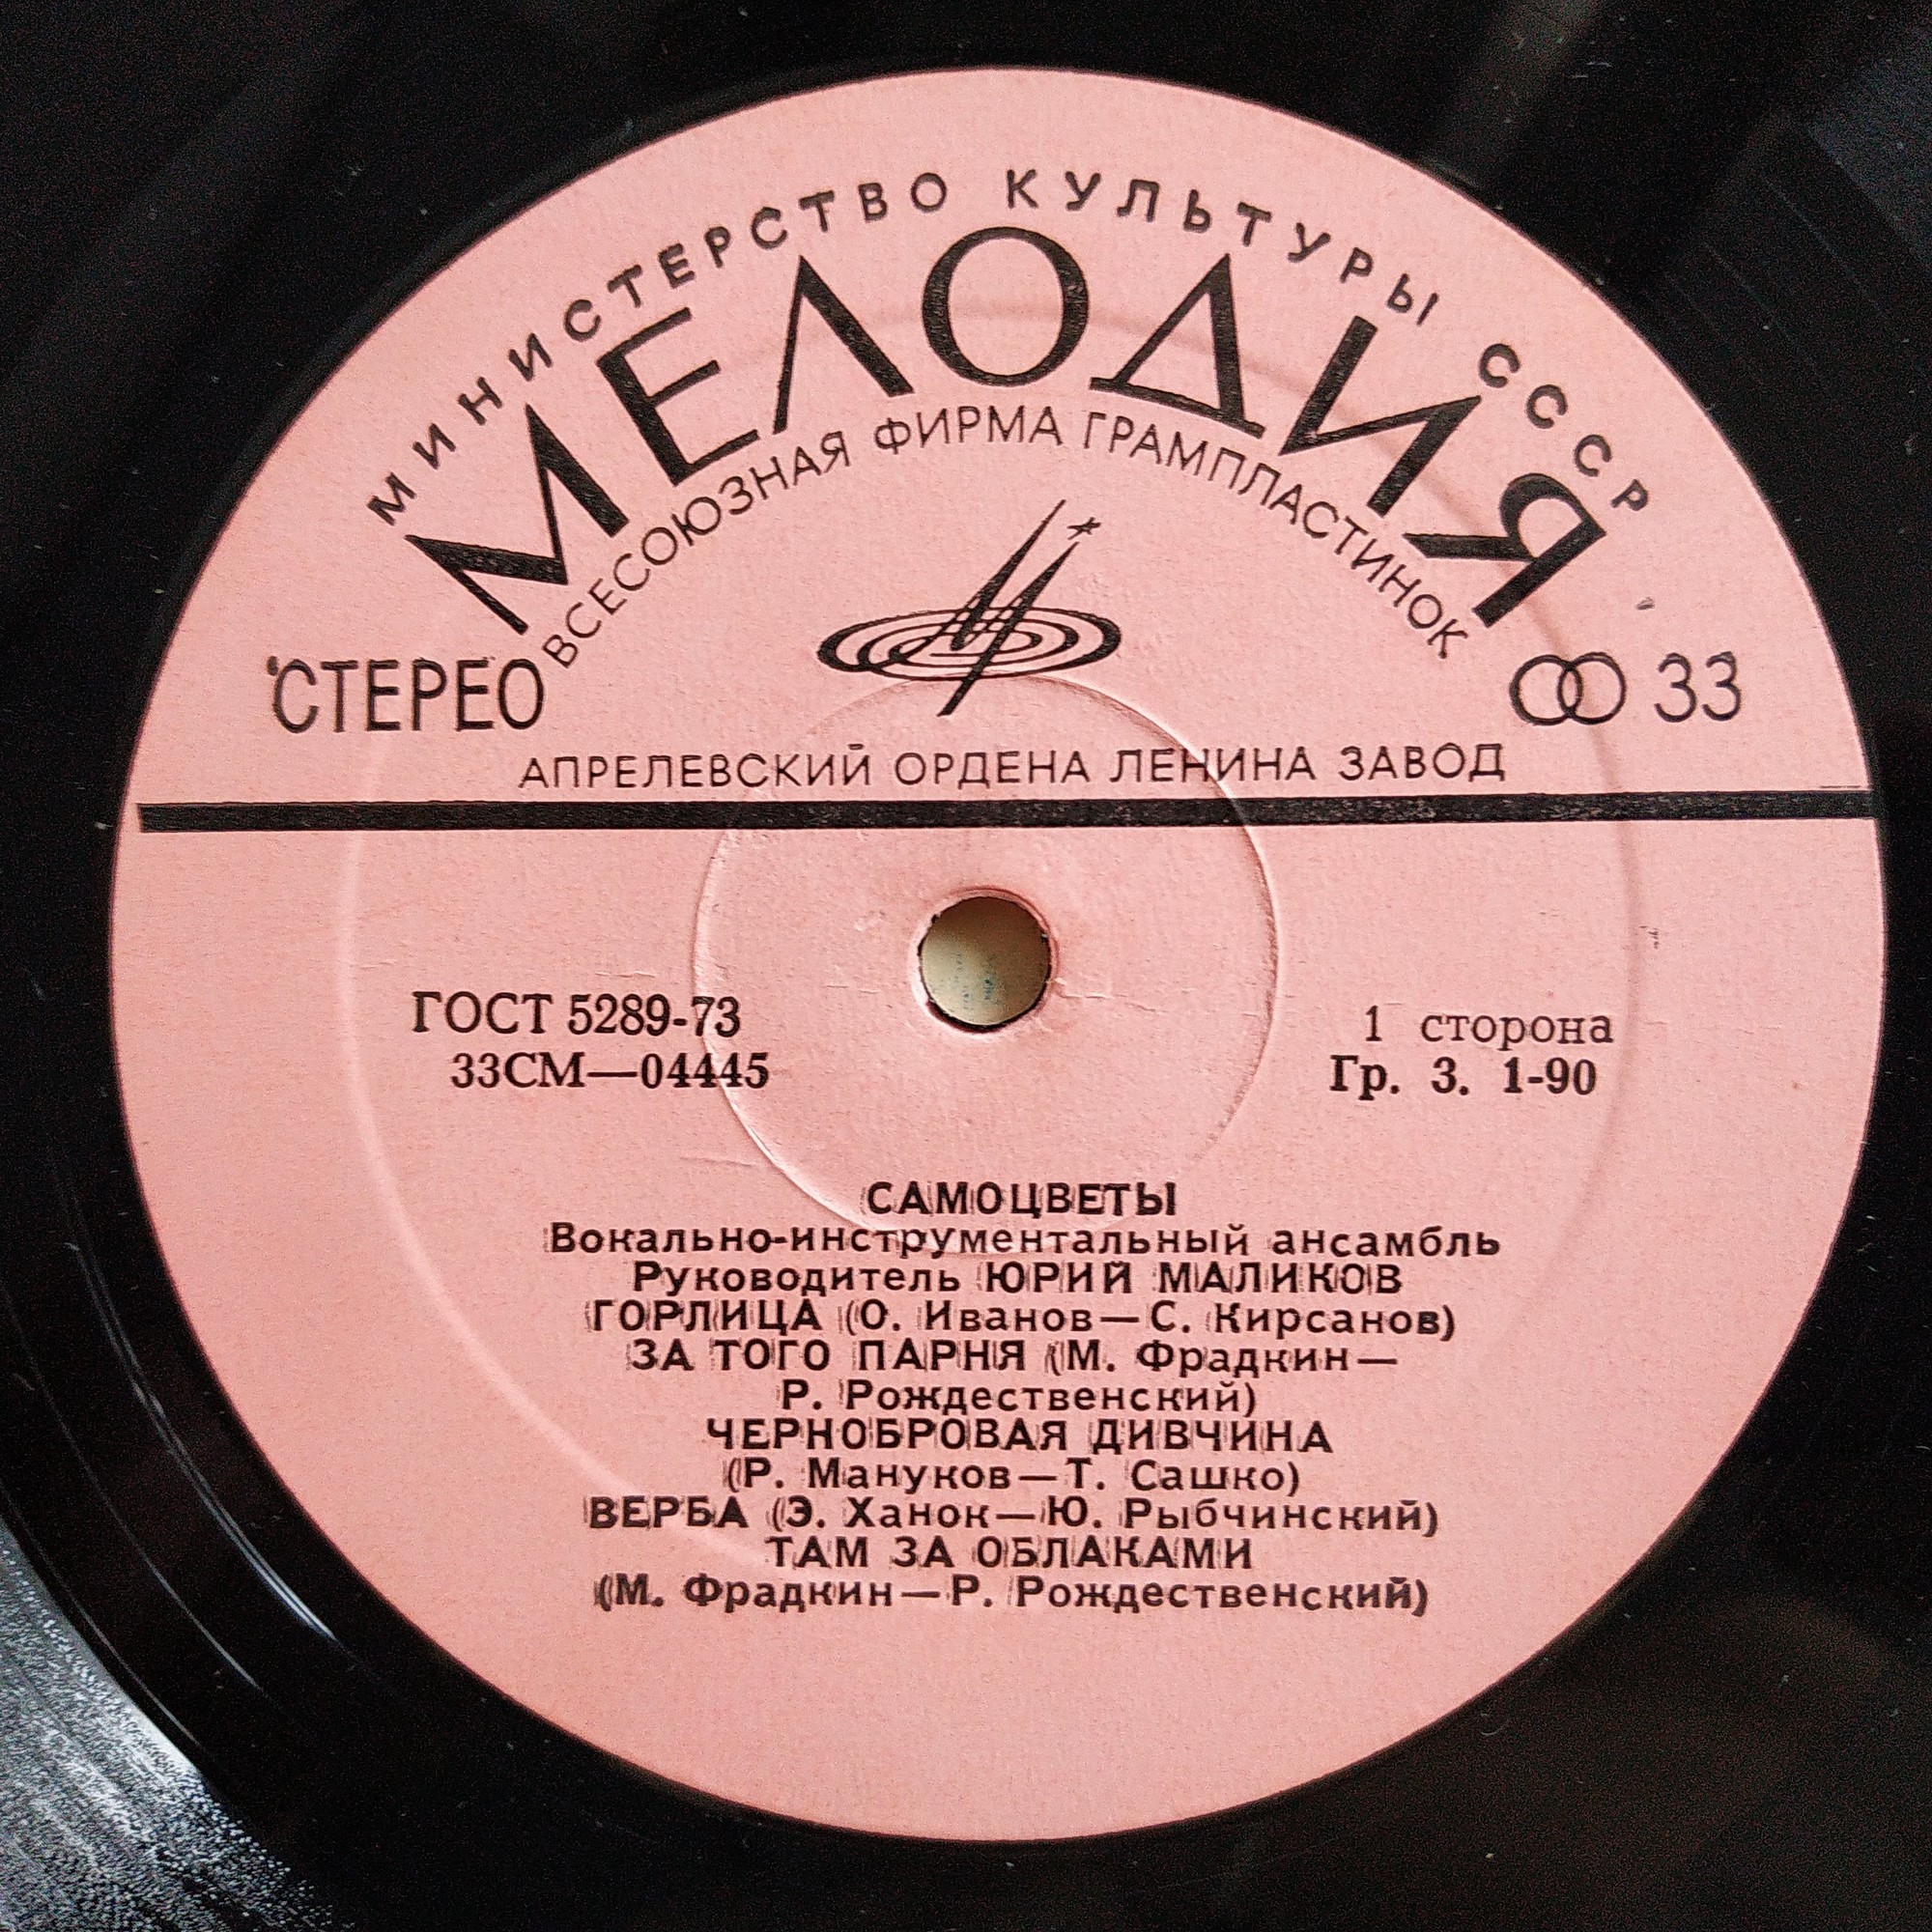 МИНИСТЕРСТВО КУЛЬТУРЫ СССР
МЕЛОДИЯ
ВСЕСОЮЗНАЯ ФИРМА ГРАМПЛАСТИНОК
СТЕРЕО 33
АПРЕЛЕВСКИЙ ОРДЕНА ЛЕНИНА ЗАВОД
ГОСТ 5289-73 1 сторона
33СМ—04445 Гр. 3. 1-90
САМОЦВЕТЫ
Вокально-инструментальный ансамбль
Руководитель ЮРИЙ МАЛИКОВ
ГОРЛИЦА (О. Иванов—С. Кирсанов)
ЗА ТОГО ПАРНЯ (М. Фрадкин—
Р. Рождественский)
ЧЕРНОБРОВАЯ ДИВЧИНА
(Р. Мануков—Т. Сашко)
ВЕРБА (Э. Ханок—Ю. Рыбчинский)
ТАМ ЗА ОБЛАКАМИ
(М. Фрадкин—Р. Рождественский)